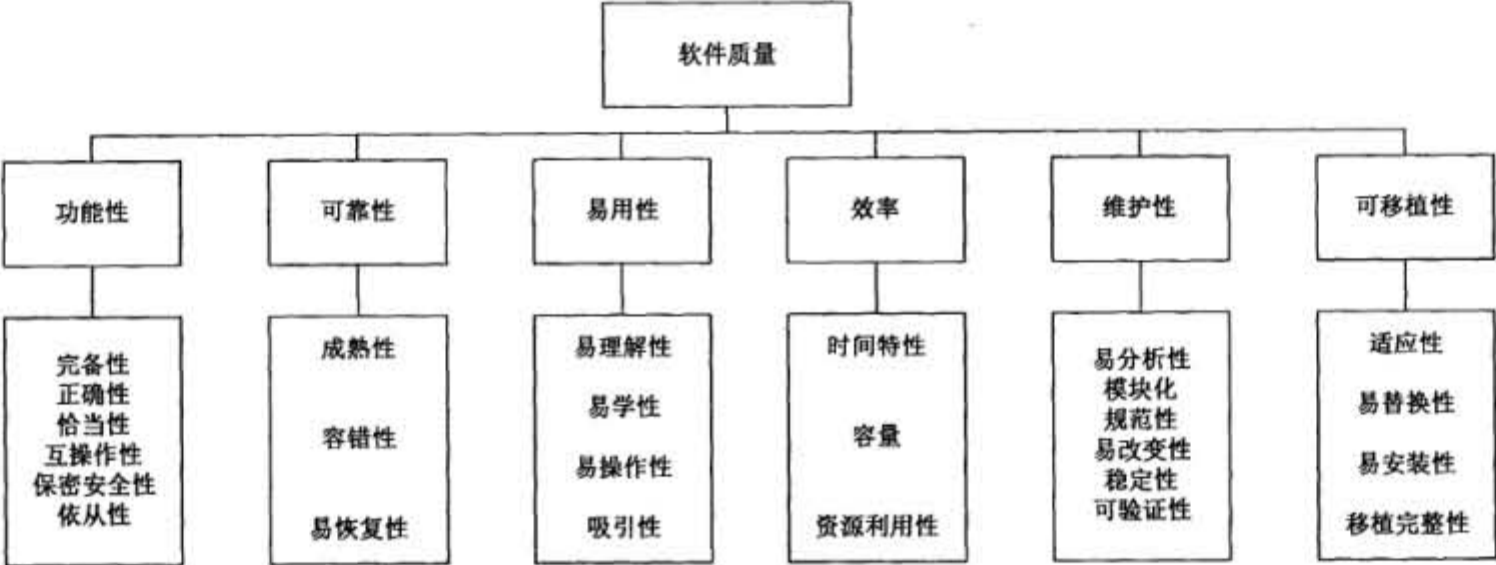 软件质量
功能性
可靠性
易用性
效率
维护性
可移植性
完备性
正确性
恰当性
互操作性
保密安全性
依从性
成熟性
容错性
易恢复性
易理解性
易学性
易操作性
吸引性
时间特性
容量
资源利用性
易分析性
模块化
规范性
易改变性
稳定性
可验证性
适应性
易替换性
易安装性
移植完整性